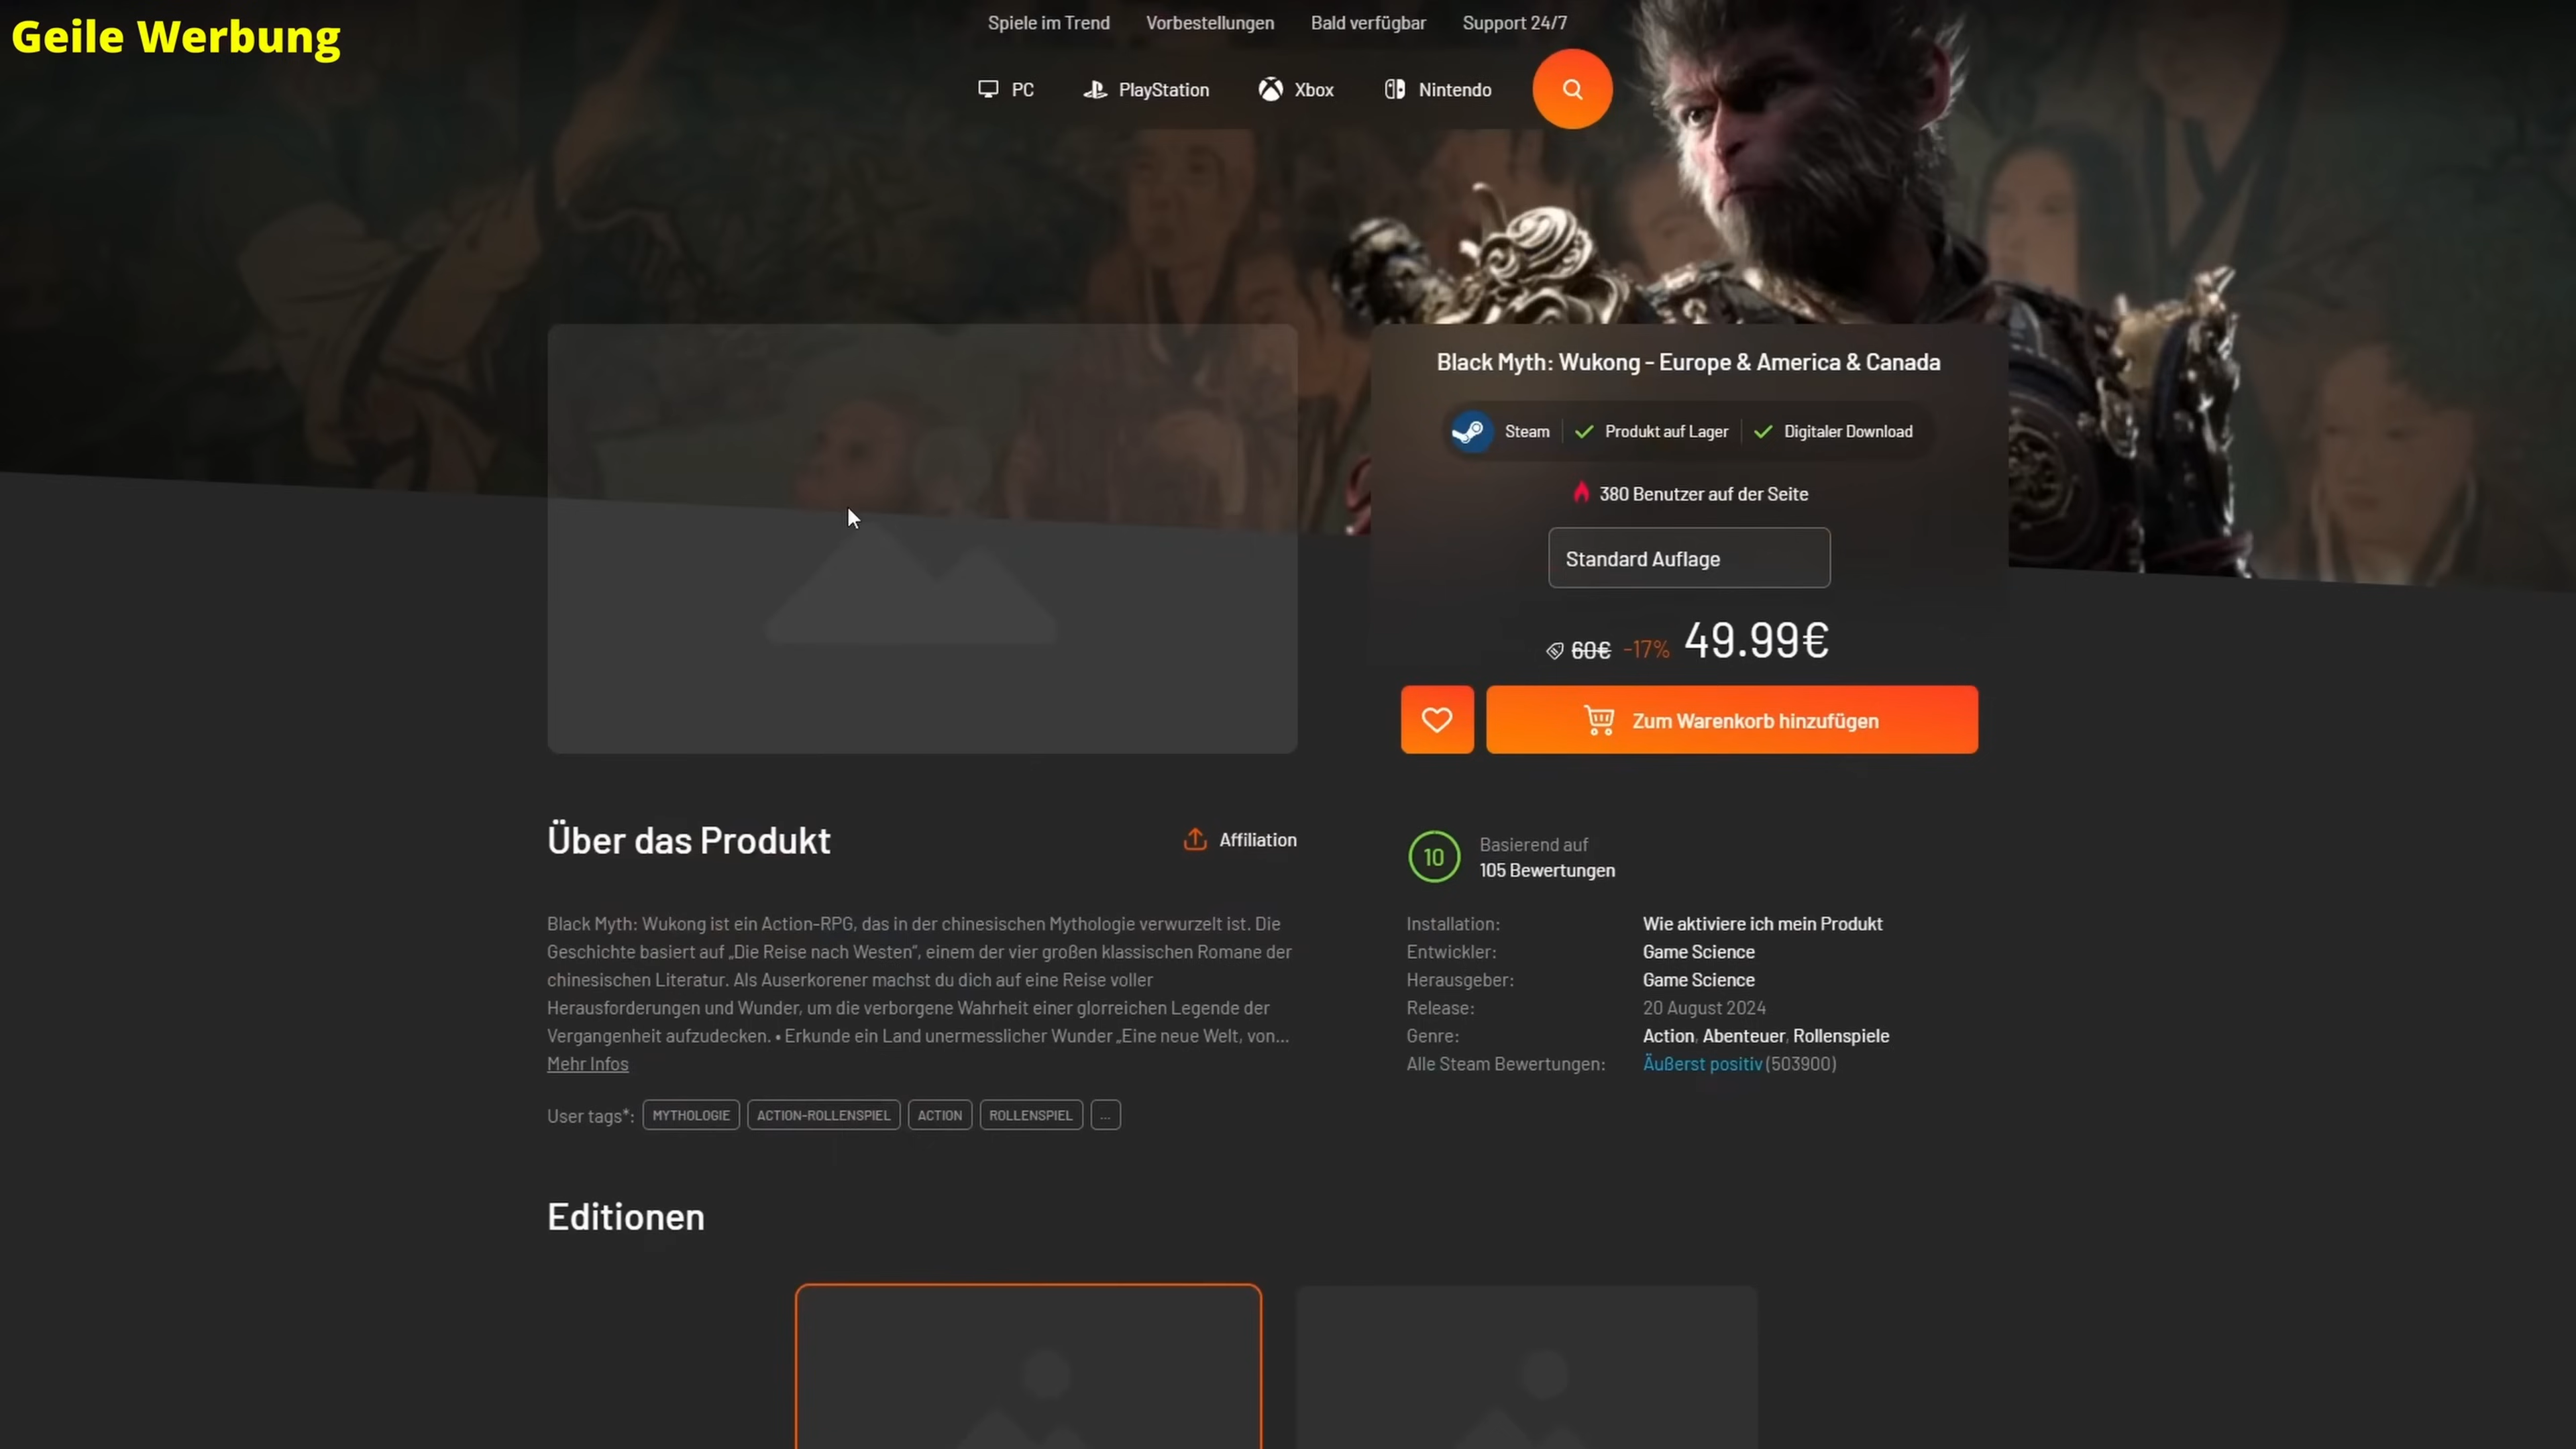 Geile Werbung
Spiele im Trend Vorbestellungen Bald verfügbar Support 24/7
PC PlayStation Xbox Nintendo
Black Myth: Wukong - Europe & America & Canada
Steam Produkt auf Lager Digitaler Download
380 Benutzer auf der Seite
Standard Auflage
60€ -17% 49.99€
Zum Warenkorb hinzufügen
Über das Produkt
Affiliation
Black Myth: Wukong ist ein Action-RPG, das in der chinesischen Mythologie verwurzelt ist. Die
Geschichte basiert auf „Die Reise nach Westen“, einem der vier großen klassischen Romane der
chinesischen Literatur. Als Auserkorener machst du dich auf eine Reise voller
Herausforderungen und Wunder, um die verborgene Wahrheit einer glorreichen Legende der
Vergangenheit aufzudecken. • Erkunde ein Land unermesslicher Wunder „Eine neue Welt, von...
Mehr Infos
User tags*: MYTHOLOGIE ACTION-ROLLENSPIEL ACTION ROLLENSPIEL ...
10
Basierend auf
105 Bewertungen
Installation: Wie aktiviere ich mein Produkt
Entwickler: Game Science
Herausgeber: Game Science
Release: 20 August 2024
Genre: Action, Abenteuer, Rollenspiele
Alle Steam Bewertungen: Äußerst positiv (503900)
Editionen